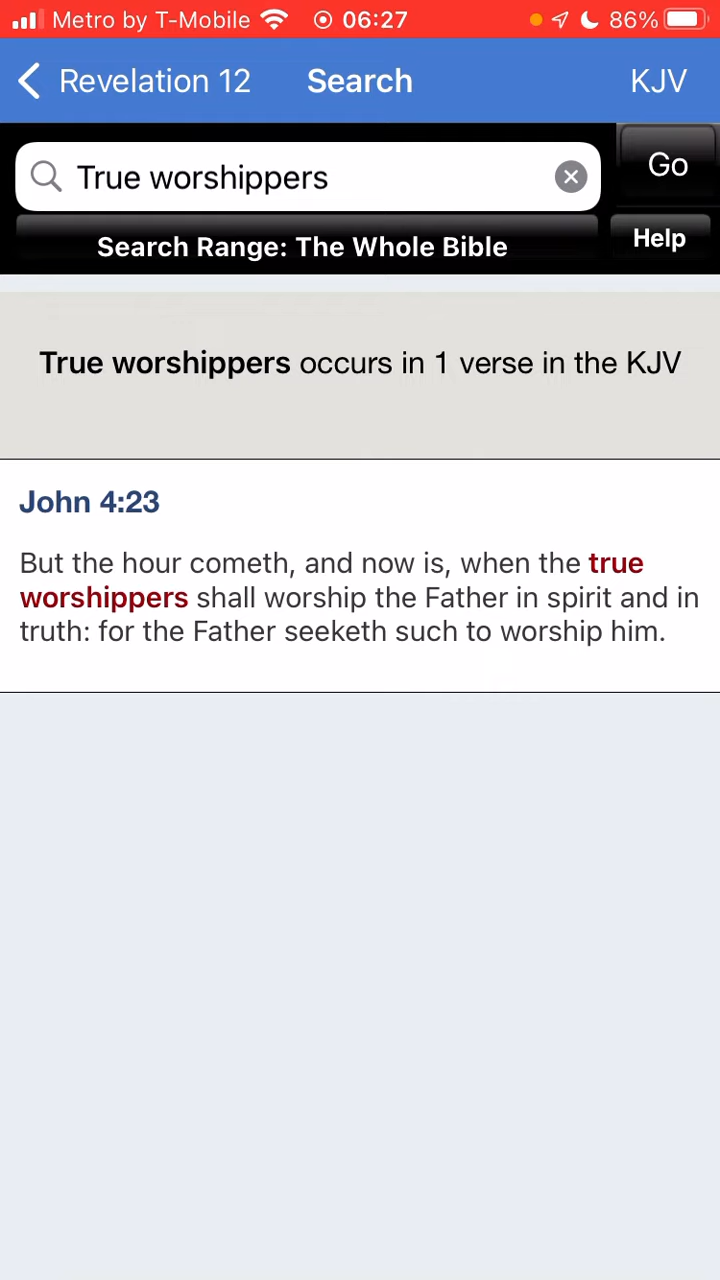 Metro by T-Mobile 06:27 86%
Revelation 12 Search KJV
True worshippers Go
Search Range: The Whole Bible Help
True worshippers occurs in 1 verse in the KJV
John 4:23
But the hour cometh, and now is, when the true
worshippers shall worship the Father in spirit and in
truth: for the Father seeketh such to worship him.